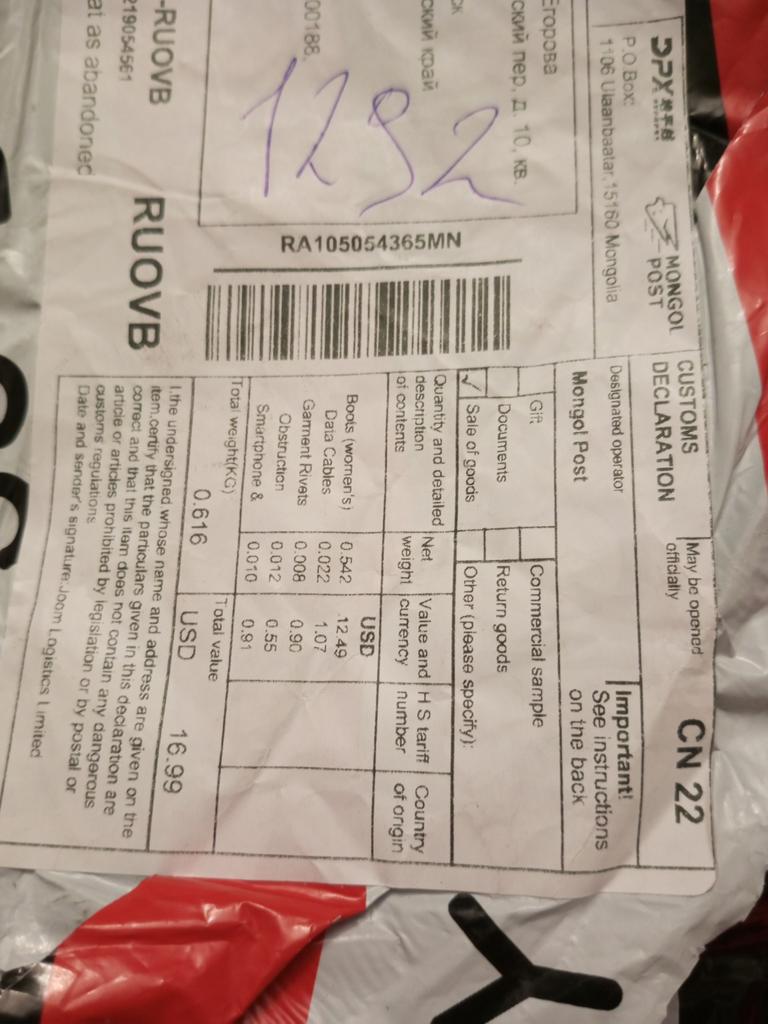 DPX
MONGOL
POST
P.O Box:
1106 Ulaanbaatar.15160 Mongolia
Егорова
ский пер, д. 10, кв.
ск
ский край
00186,
1292
RA105054365MN
-RUOVB
RUOVB
219054561
at as abandoned
CUSTOMS
DECLARATION
May be opened
officially
CN 22
Designated operator
Mongol Post
Important!
See instructions
on the back
Gift
Commercial sample
Documents
Return goods
✓ Sale of goods
Other (please specify):
Quantity and detailed
description
of contents
Net
weight
Value and
currency
H S tariff
number
Country
of origin
USD
Boots (women's) 0.542 12.49
Data Cables 0.022 1.07
Garment Rivets 0.008 0.90
Obstruction 0.012 0.55
Smartphone & 0.010 0.91
Total weight(KG) Total value
0.616 USD 16.99
I.the undersigned whose name and address are given on the
item.certify that the particulars given in this declaration are
correct and that this item does not contain any dangerous
article or articles prohibited by legislation or by postal or
customs regulations
Date and sender's signature:Joom Logistics Limited